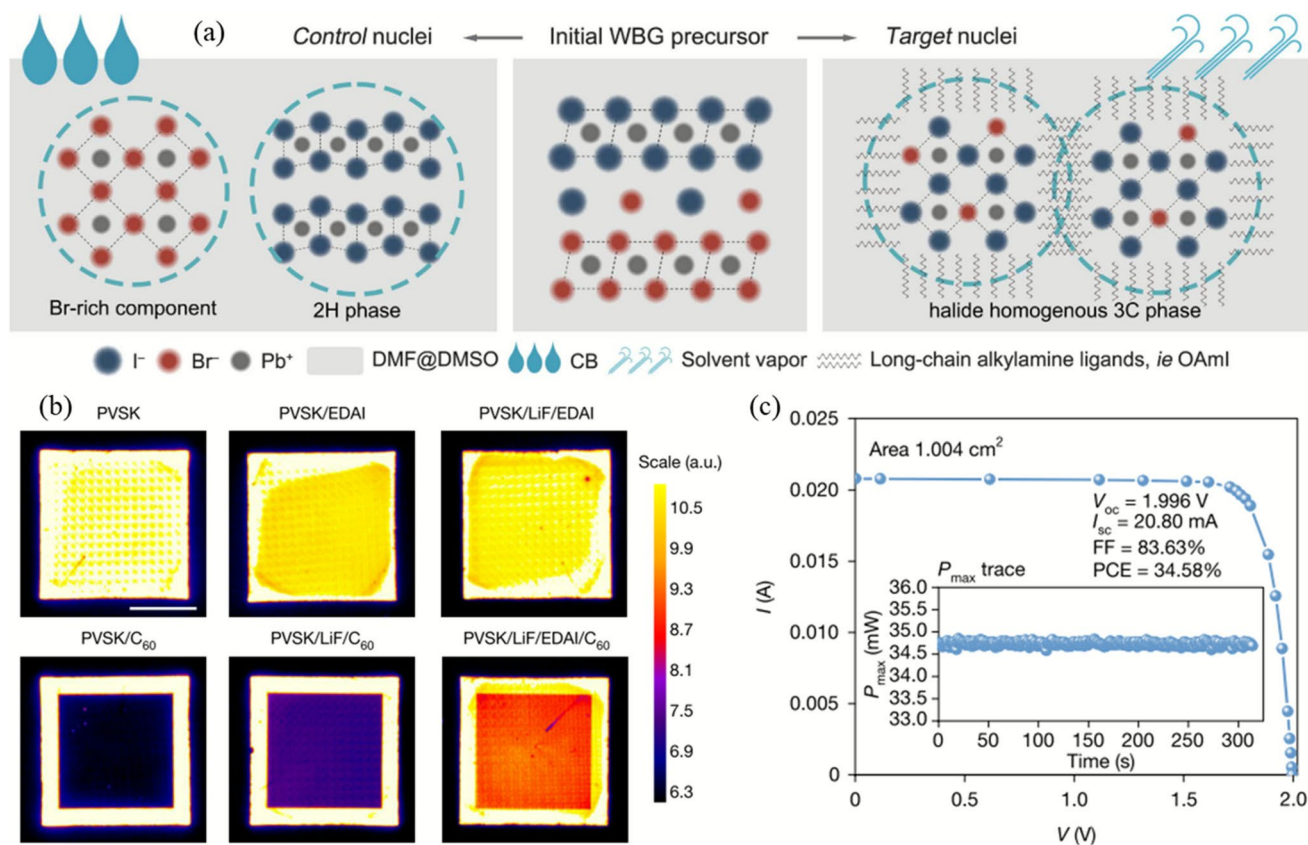 (a)
Control nuclei
Initial WBG precursor
Target nuclei
Br-rich component
2H phase
halide homogenous 3C phase
I⁻
Br⁻
Pb⁺
DMF@DMSO
CB
Solvent vapor
Long-chain alkylamine ligands, ie OAmI
(b)
PVSK
PVSK/EDAI
PVSK/LiF/EDAI
PVSK/C₆₀
PVSK/LiF/C₆₀
PVSK/LiF/EDAI/C₆₀
Scale (a.u.)
10.5
9.9
9.3
8.7
8.1
7.5
6.9
6.3
(c)
0.025
0.020
0.015
0.010
0.005
0
I (A)
Area 1.004 cm²
Voc = 1.996 V
Isc = 20.80 mA
FF = 83.63%
PCE = 34.58%
Pmax trace
36.0
35.5
35.0
34.5
34.0
33.5
33.0
Pmax (mW)
0 50 100 150 200 250 300
Time (s)
0 0.5 1.0 1.5 2.0
V (V)